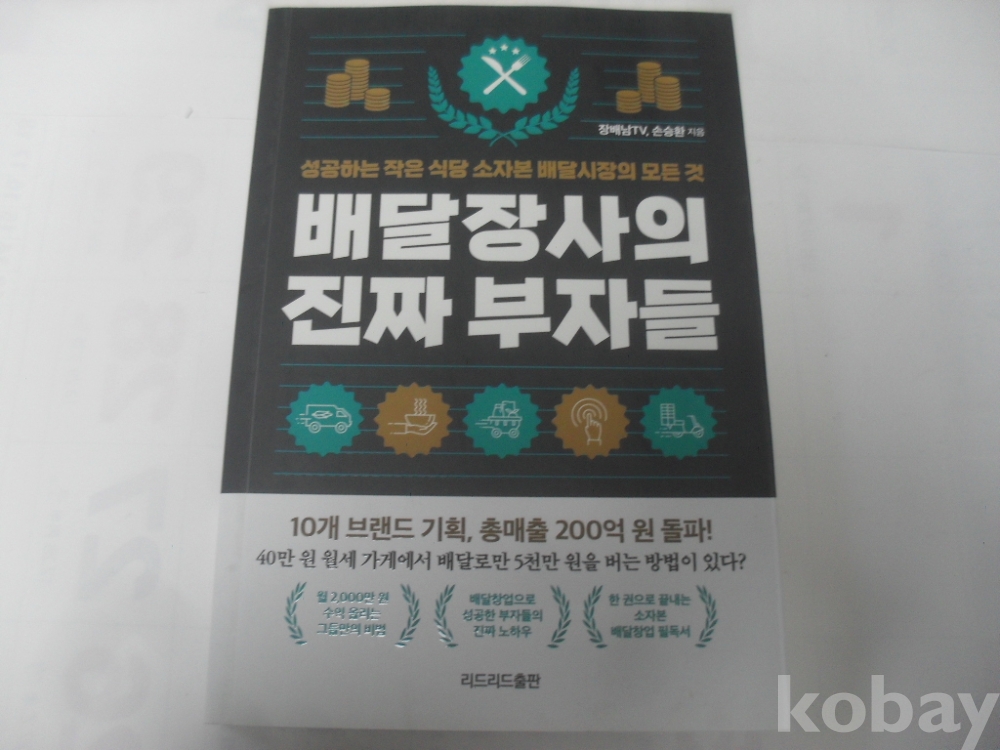 장배남TV, 손승환 지음
성공하는 작은 식당 소자본 배달시장의 모든 것
배달장사의
진짜 부자들
10개 브랜드 기획, 총매출 200억 원 돌파!
40만 원 월세 가게에서 배달로만 5천만 원을 버는 방법이 있다?
월 2,000만 원
수익 올리는
그들만의 비법
배달창업으로
성공한 부자들의
진짜 노하우
한 권으로 끝내는
소자본
배달창업 필독서
리드리드출판
kobay